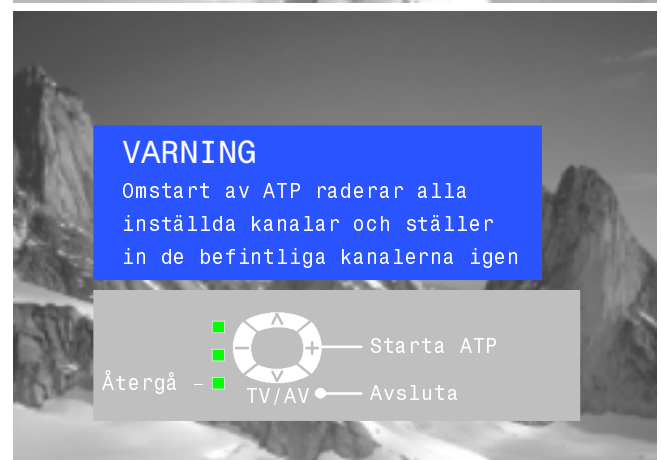 VARNING
Omstart av ATP raderar alla
inställda kanalar och ställer
in de befintliga kanalerna igen
Starta ATP
Återgå
TV/AV
Avsluta